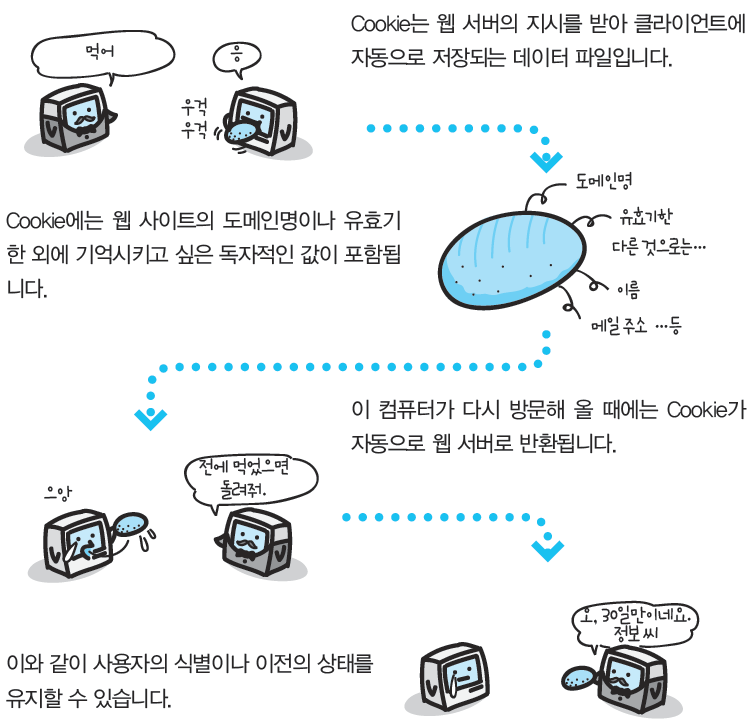 Cookie는 웹 서버의 지시를 받아 클라이언트에
자동으로 저장되는 데이터 파일입니다.
먹어
응
우걱
우걱
도메인명
유효기한
다른 것으로는…
이름
메일 주소 …등
Cookie에는 웹 사이트의 도메인명이나 유효기
한 외에 기억시키고 싶은 독자적인 값이 포함됩
니다.
이 컴퓨터가 다시 방문해 올 때에는 Cookie가
자동으로 웹 서버로 반환됩니다.
으앙
전에 먹었으면
돌려줘.
오, 30일만이네요.
정보 씨
이와 같이 사용자의 식별이나 이전의 상태를
유지할 수 있습니다.